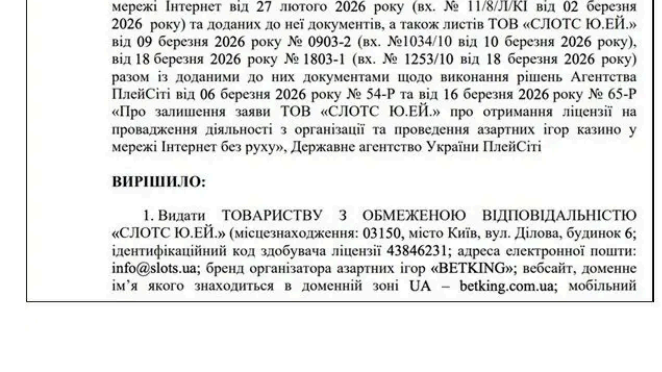 мережі Інтернет від 27 лютого 2026 року (вх. № 11/8/Л/КІ від 02 березня
2026 року) та доданих до неї документів, а також листів ТОВ «СЛОТС Ю.ЕЙ.»
від 09 березня 2026 року № 0903-2 (вх. №1034/10 від 10 березня 2026 року),
від 18 березня 2026 року № 1803-1 (вх. № 1253/10 від 18 березня 2026 року)
разом із доданими до них документами щодо виконання рішень Агентства
ПлейСіті від 06 березня 2026 року № 54-Р та від 16 березня 2026 року № 65-Р
«Про залишення заяви ТОВ «СЛОТС Ю.ЕЙ.» про отримання ліцензії на
провадження діяльності з організації та проведення азартних ігор казино у
мережі Інтернет без руху», Державне агентство України ПлейСіті
ВИРІШИЛО:
1. Видати ТОВАРИСТВУ З ОБМЕЖЕНОЮ ВІДПОВІДАЛЬНІСТЮ
«СЛОТС Ю.ЕЙ.» (місцезнаходження: 03150, місто Київ, вул. Ділова, будинок 6;
ідентифікаційний код здобувача ліцензії 43846231; адреса електронної пошти:
info@slots.ua; бренд організатора азартних ігор «BETKING»; вебсайт, доменне
ім’я якого знаходиться в доменній зоні UA – betking.com.ua; мобільний